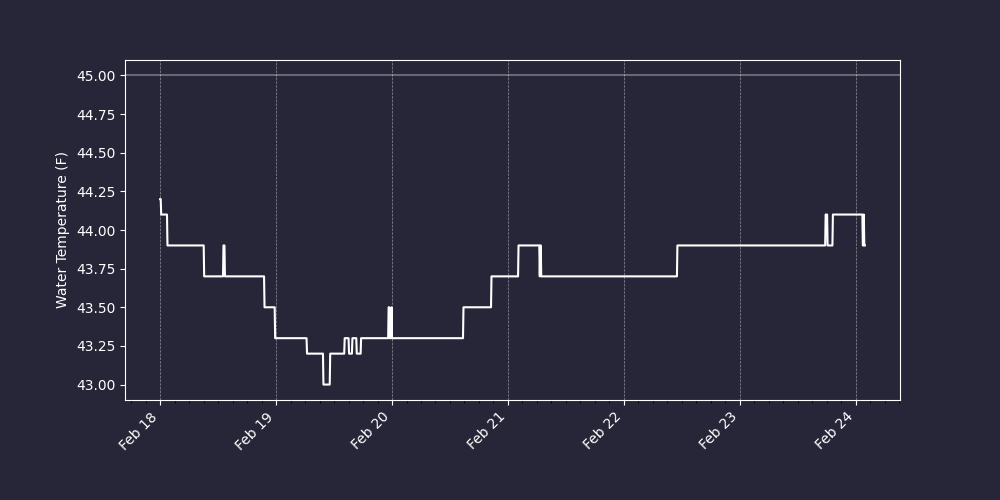 45.00
44.75
44.50
44.25
44.00
43.75
43.50
43.25
43.00
Water Temperature (F)
Feb 18
Feb 19
Feb 20
Feb 21
Feb 22
Feb 23
Feb 24